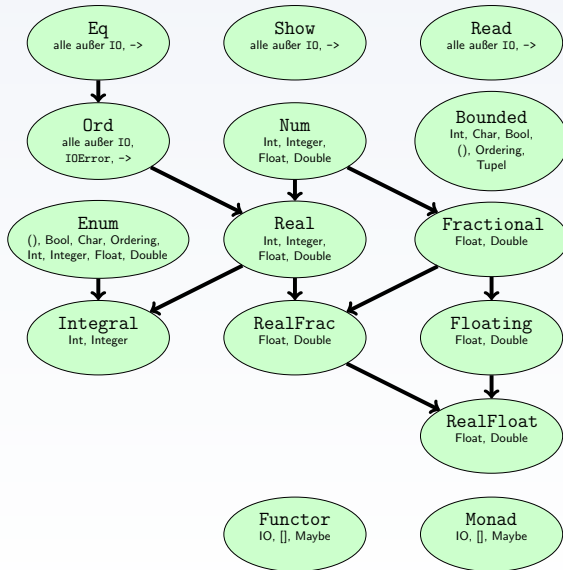 Eq
alle außer IO, ->
Show
alle außer IO, ->
Read
alle außer IO, ->
Ord
alle außer IO,
IOError, ->
Num
Int, Integer,
Float, Double
Bounded
Int, Char, Bool,
(), Ordering,
Tupel
Enum
(), Bool, Char, Ordering,
Int, Integer, Float, Double
Real
Int, Integer,
Float, Double
Fractional
Float, Double
Integral
Int, Integer
RealFrac
Float, Double
Floating
Float, Double
RealFloat
Float, Double
Functor
IO, [], Maybe
Monad
IO, [], Maybe